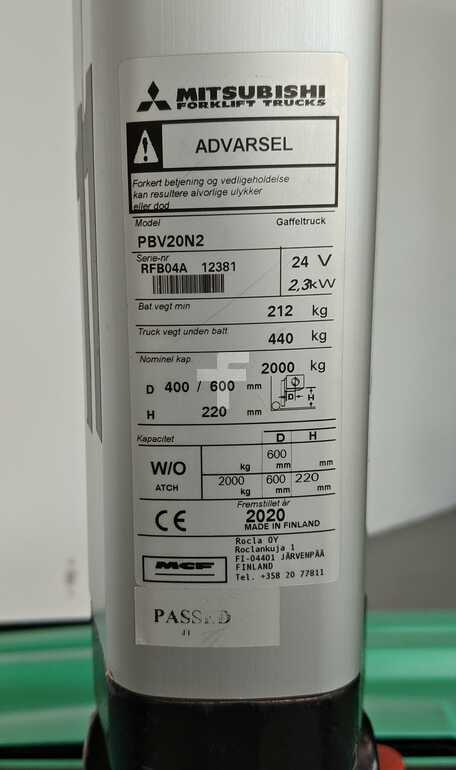 MITSUBISHI
FORKLIFT TRUCKS
ADVARSEL
Forkert betjening og vedligeholdelse
kan resultere alvorlige ulykker
eller dod
Model Gaffeltruck
PBV20N2
Serie-nr
RFB04A 12381
24 V
2,3kW
Bat.vegt min
212 kg
Truck vegt unden batt
440 kg
Nominel kap.
2000 kg
D 400 / 600 mm
H 220 mm
D H
Kapacitet D H
W/O
ATCH
600
kg mm mm
2000 600 220
kg mm mm
CE
Fremstillet år
2020
MADE IN FINLAND
MCF
Rocla OY
Roclankuja 1
FI-04401 JÄRVENPÄÄ
FINLAND
Tel. +358 20 77811
PASSED